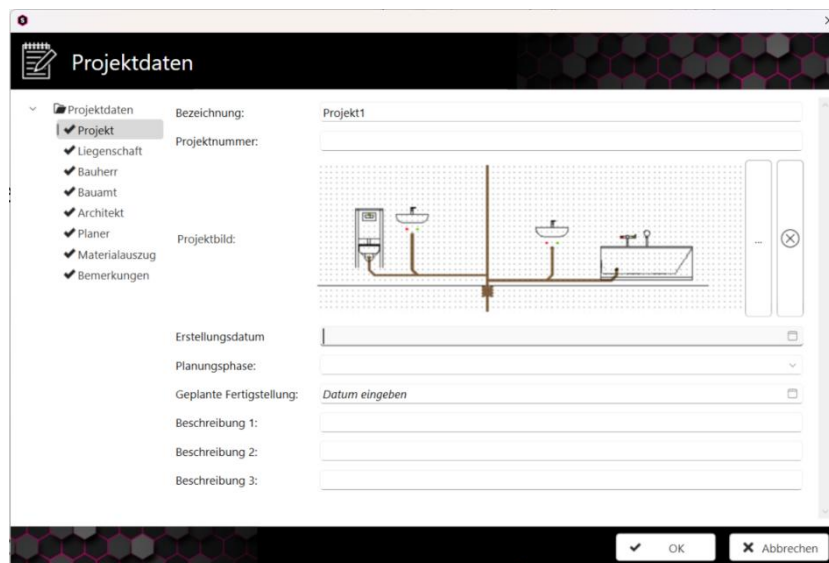 Projektdaten
Projektdaten
Projekt
Liegenschaft
Bauherr
Bauamt
Architekt
Planer
Materialauszug
Bemerkungen
Bezeichnung: Projekt1
Projektnummer:
Projektbild:
...
Erstellungsdatum
Planungsphase:
Geplante Fertigstellung: Datum eingeben
Beschreibung 1:
Beschreibung 2:
Beschreibung 3:
OK Abbrechen